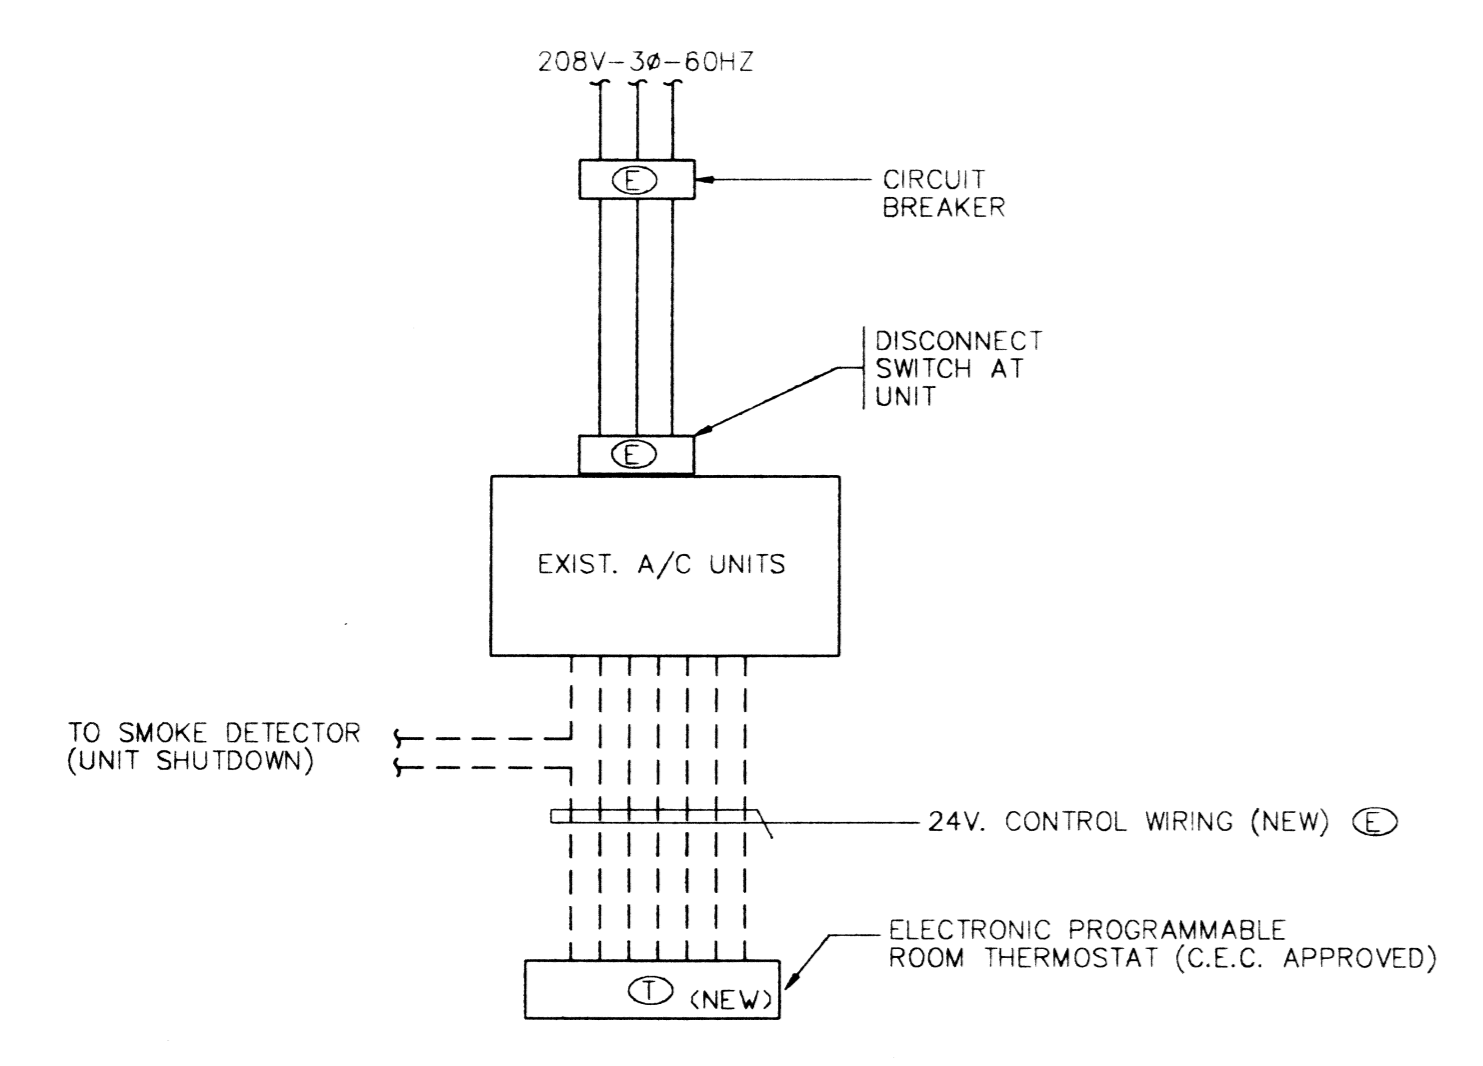 208V-3ø-60HZ
E
CIRCUIT
BREAKER
DISCONNECT
SWITCH AT
UNIT
E
EXIST. A/C UNITS
TO SMOKE DETECTOR
(UNIT SHUTDOWN)
24V. CONTROL WIRING (NEW) E
ELECTRONIC PROGRAMMABLE
ROOM THERMOSTAT (C.E.C. APPROVED)
T (NEW)